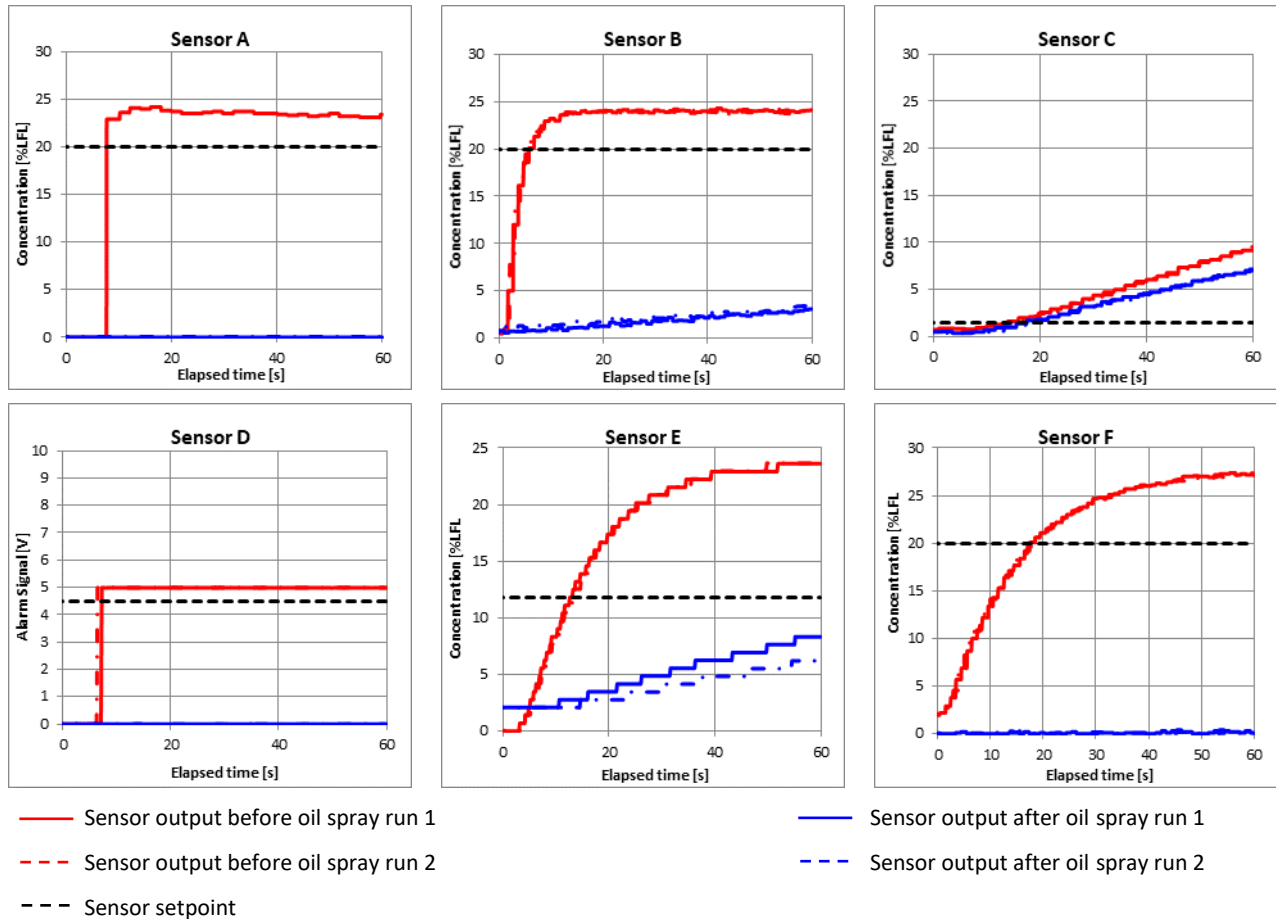 Sensor A
30
25
20
15
10
5
0
Concentration [%LFL]
0 20 40 60
Elapsed time [s]
Sensor B
30
25
20
15
10
5
0
Concentration [%LFL]
0 20 40 60
Elapsed time [s]
Sensor C
30
25
20
15
10
5
0
Concentration [%LFL]
0 20 40 60
Elapsed time [s]
Sensor D
10
9
8
7
6
5
4
3
2
1
0
Alarm Signal [V]
0 20 40 60
Elapsed time [s]
Sensor E
25
20
15
10
5
0
Concentration [%LFL
0 20 40 60
Elapsed time [s]
Sensor F
30
25
20
15
10
5
0
Concentration [%LFL
0 10 20 30 40 50 60
Elapsed time [s]
Sensor output before oil spray run 1
Sensor output after oil spray run 1
Sensor output before oil spray run 2
Sensor output after oil spray run 2
Sensor setpoint